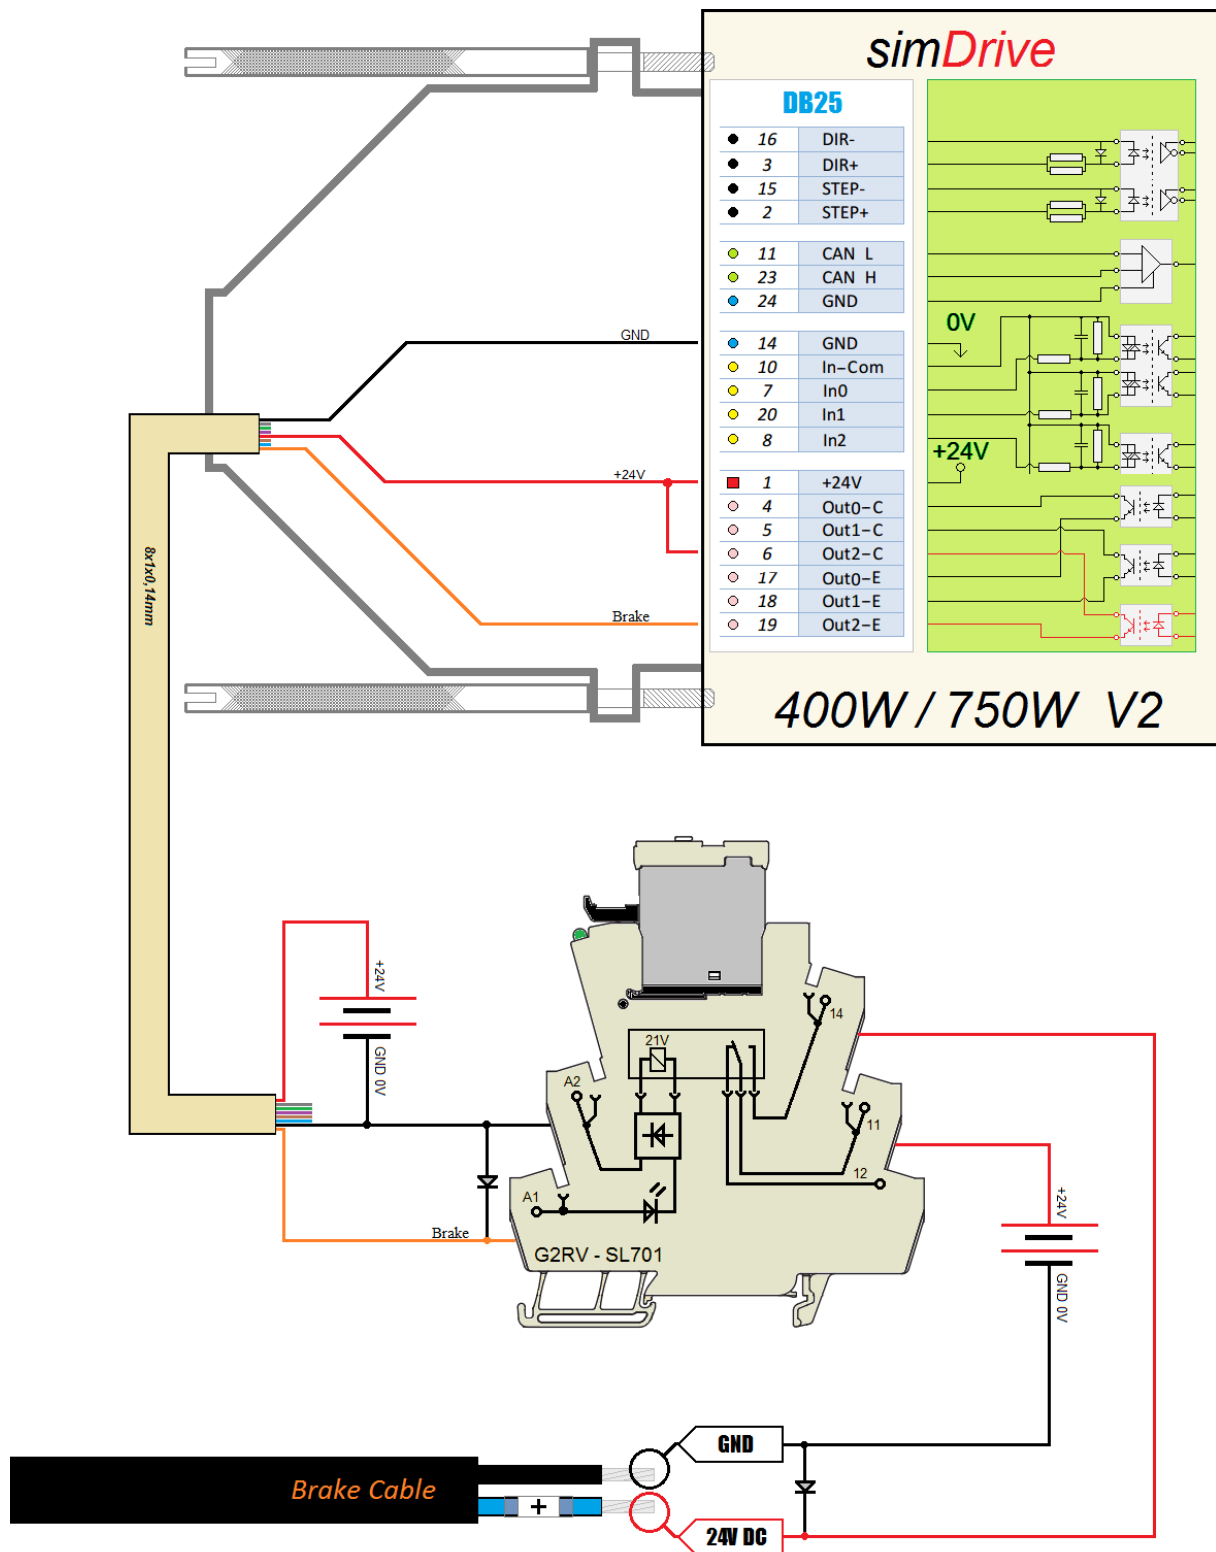 simDrive
DB25
16 DIR-
3 DIR+
15 STEP-
2 STEP+
11 CAN L
23 CAN H
24 GND
14 GND
10 In-Com
7 In0
20 In1
8 In2
1 +24V
4 Out0-C
5 Out1-C
6 Out2-C
17 Out0-E
18 Out1-E
19 Out2-E
0V
+24V
GND
+24V
Brake
400W / 750W V2
8x1x0,14mm
+24V
GND 0V
Brake
21V
14
A2
11
12
A1
G2RV - SL701
+24V
GND 0V
GND
Brake Cable
+
24V DC